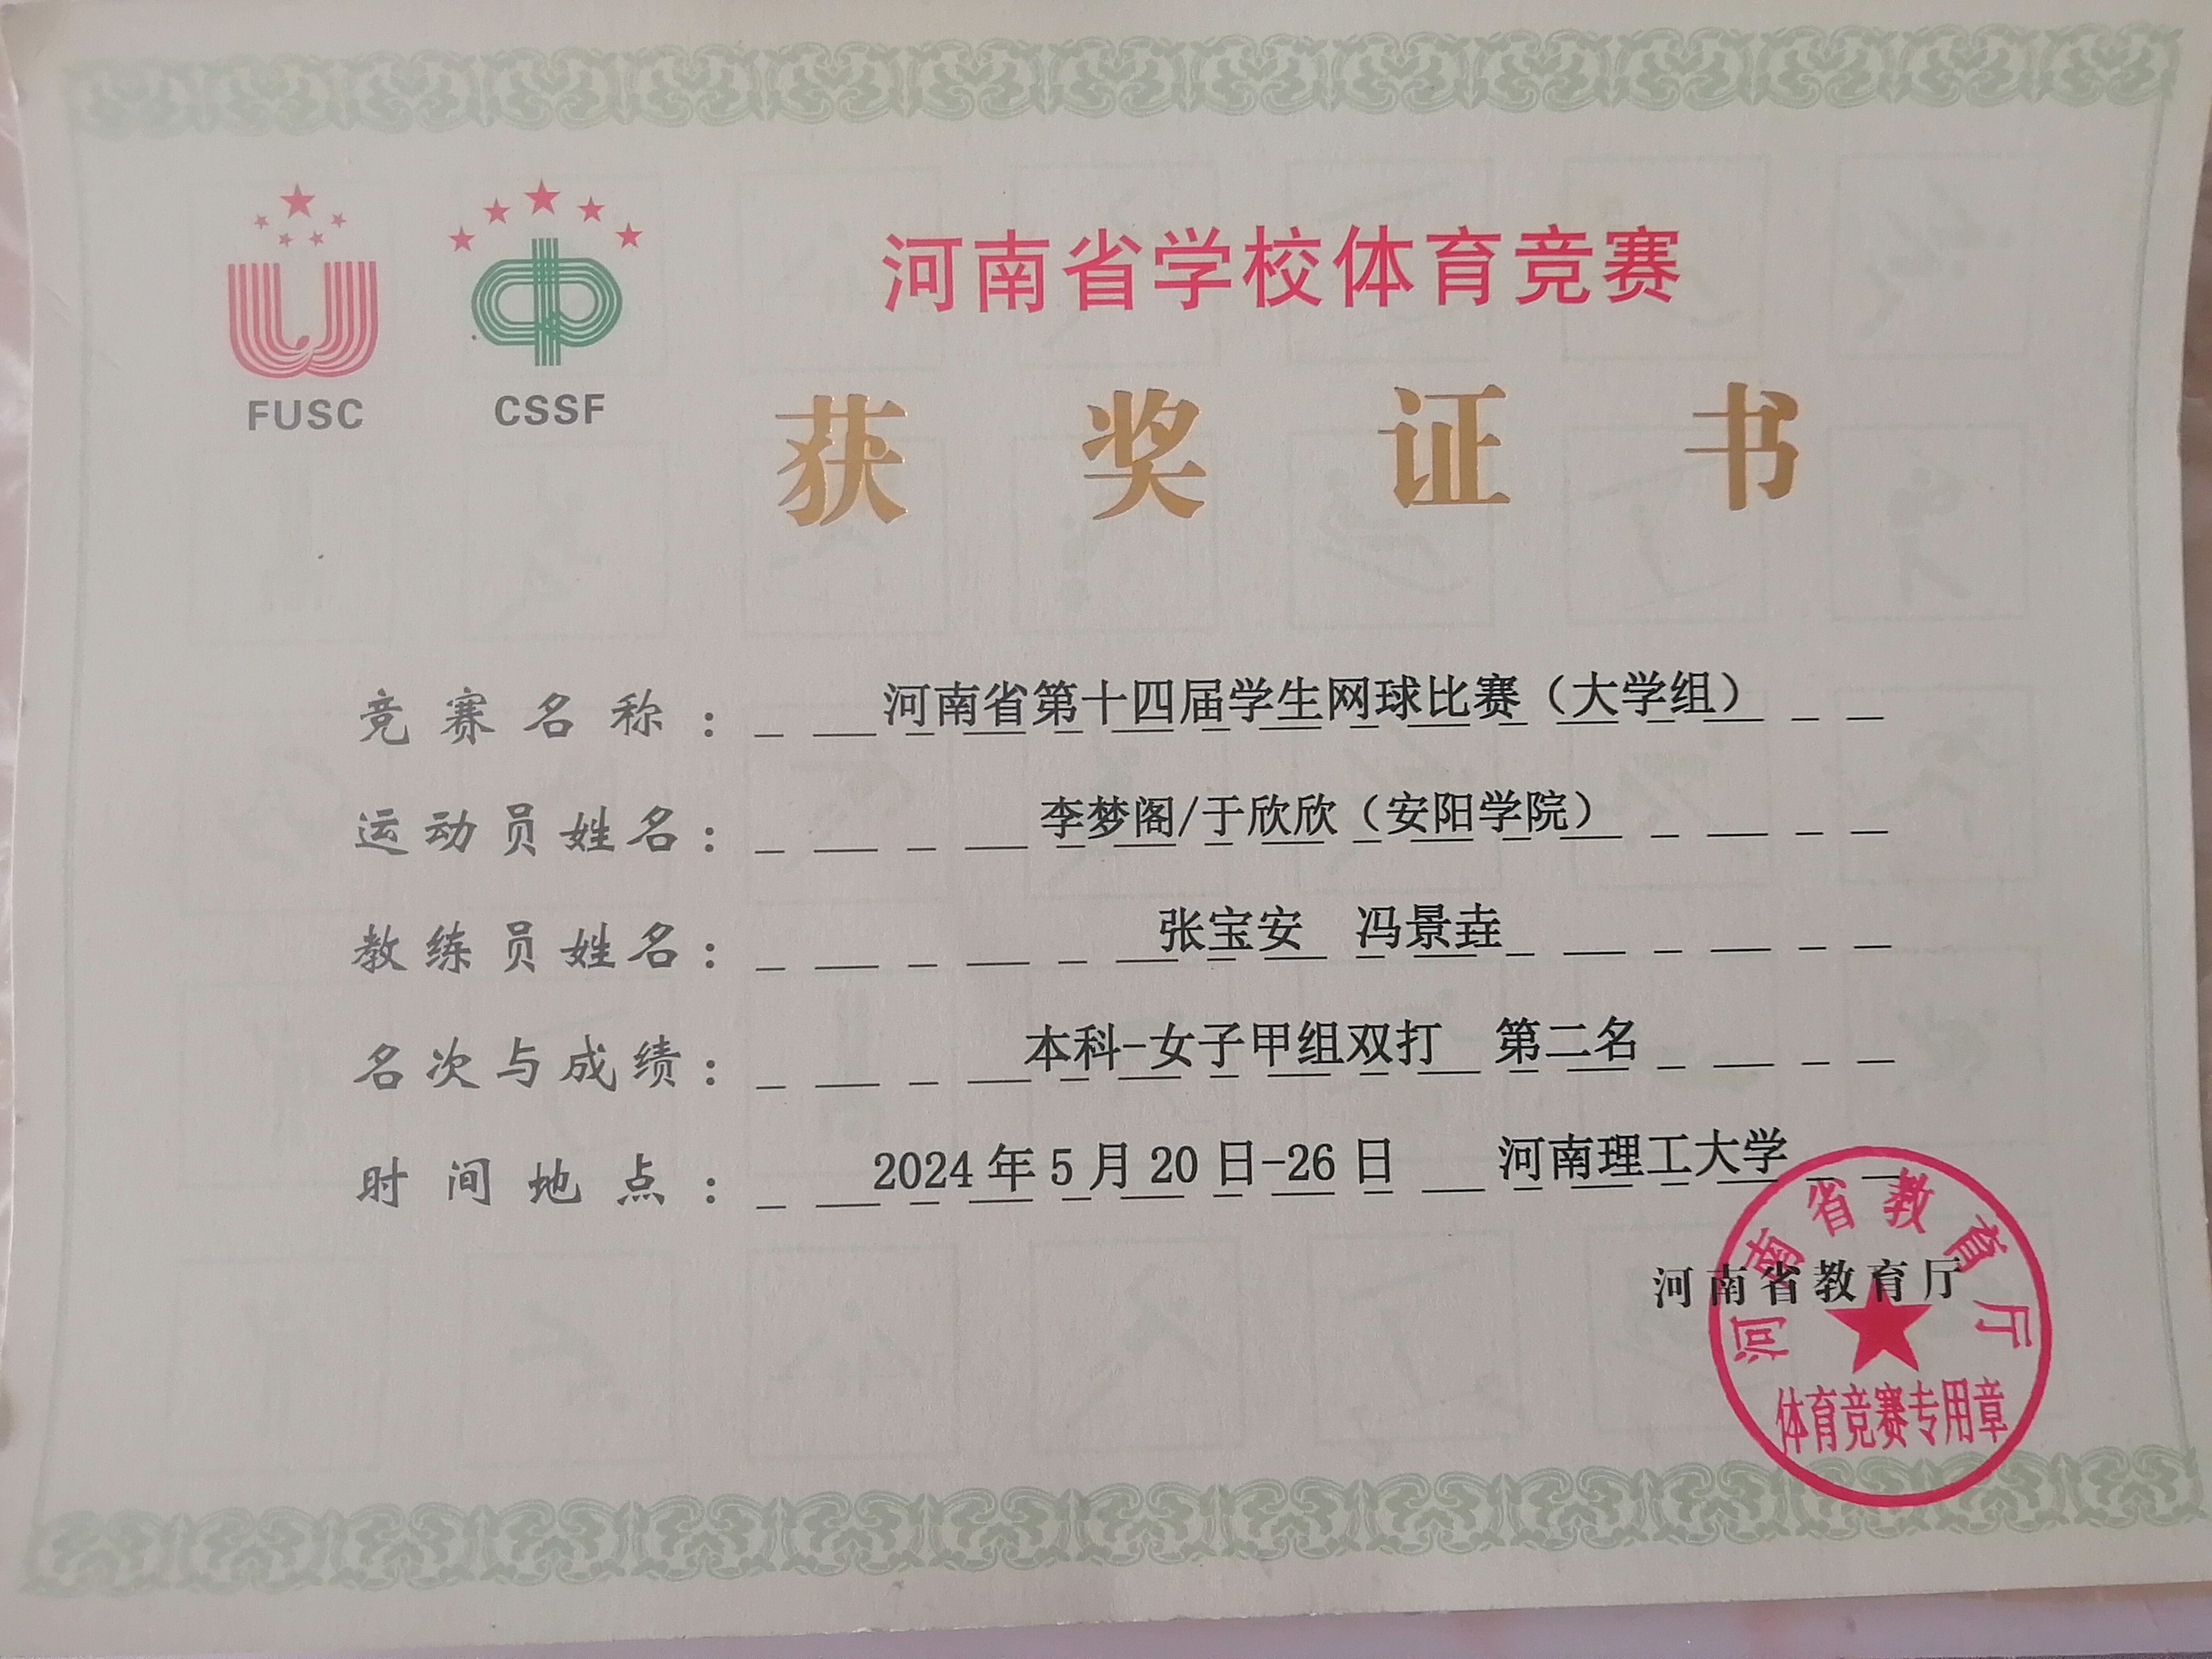 FUSC
CSSF
河南省学校体育竞赛
获奖证书
竞赛名称：河南省第十四届学生网球比赛（大学组）
运动员姓名：李梦阁/于欣欣（安阳学院）
教练员姓名：张宝安 冯景垚
名次与成绩：本科-女子甲组双打 第二名
时间地点：2024年5月20日-26日 河南理工大学
河南省教育厅
河南省教育厅
体育竞赛专用章